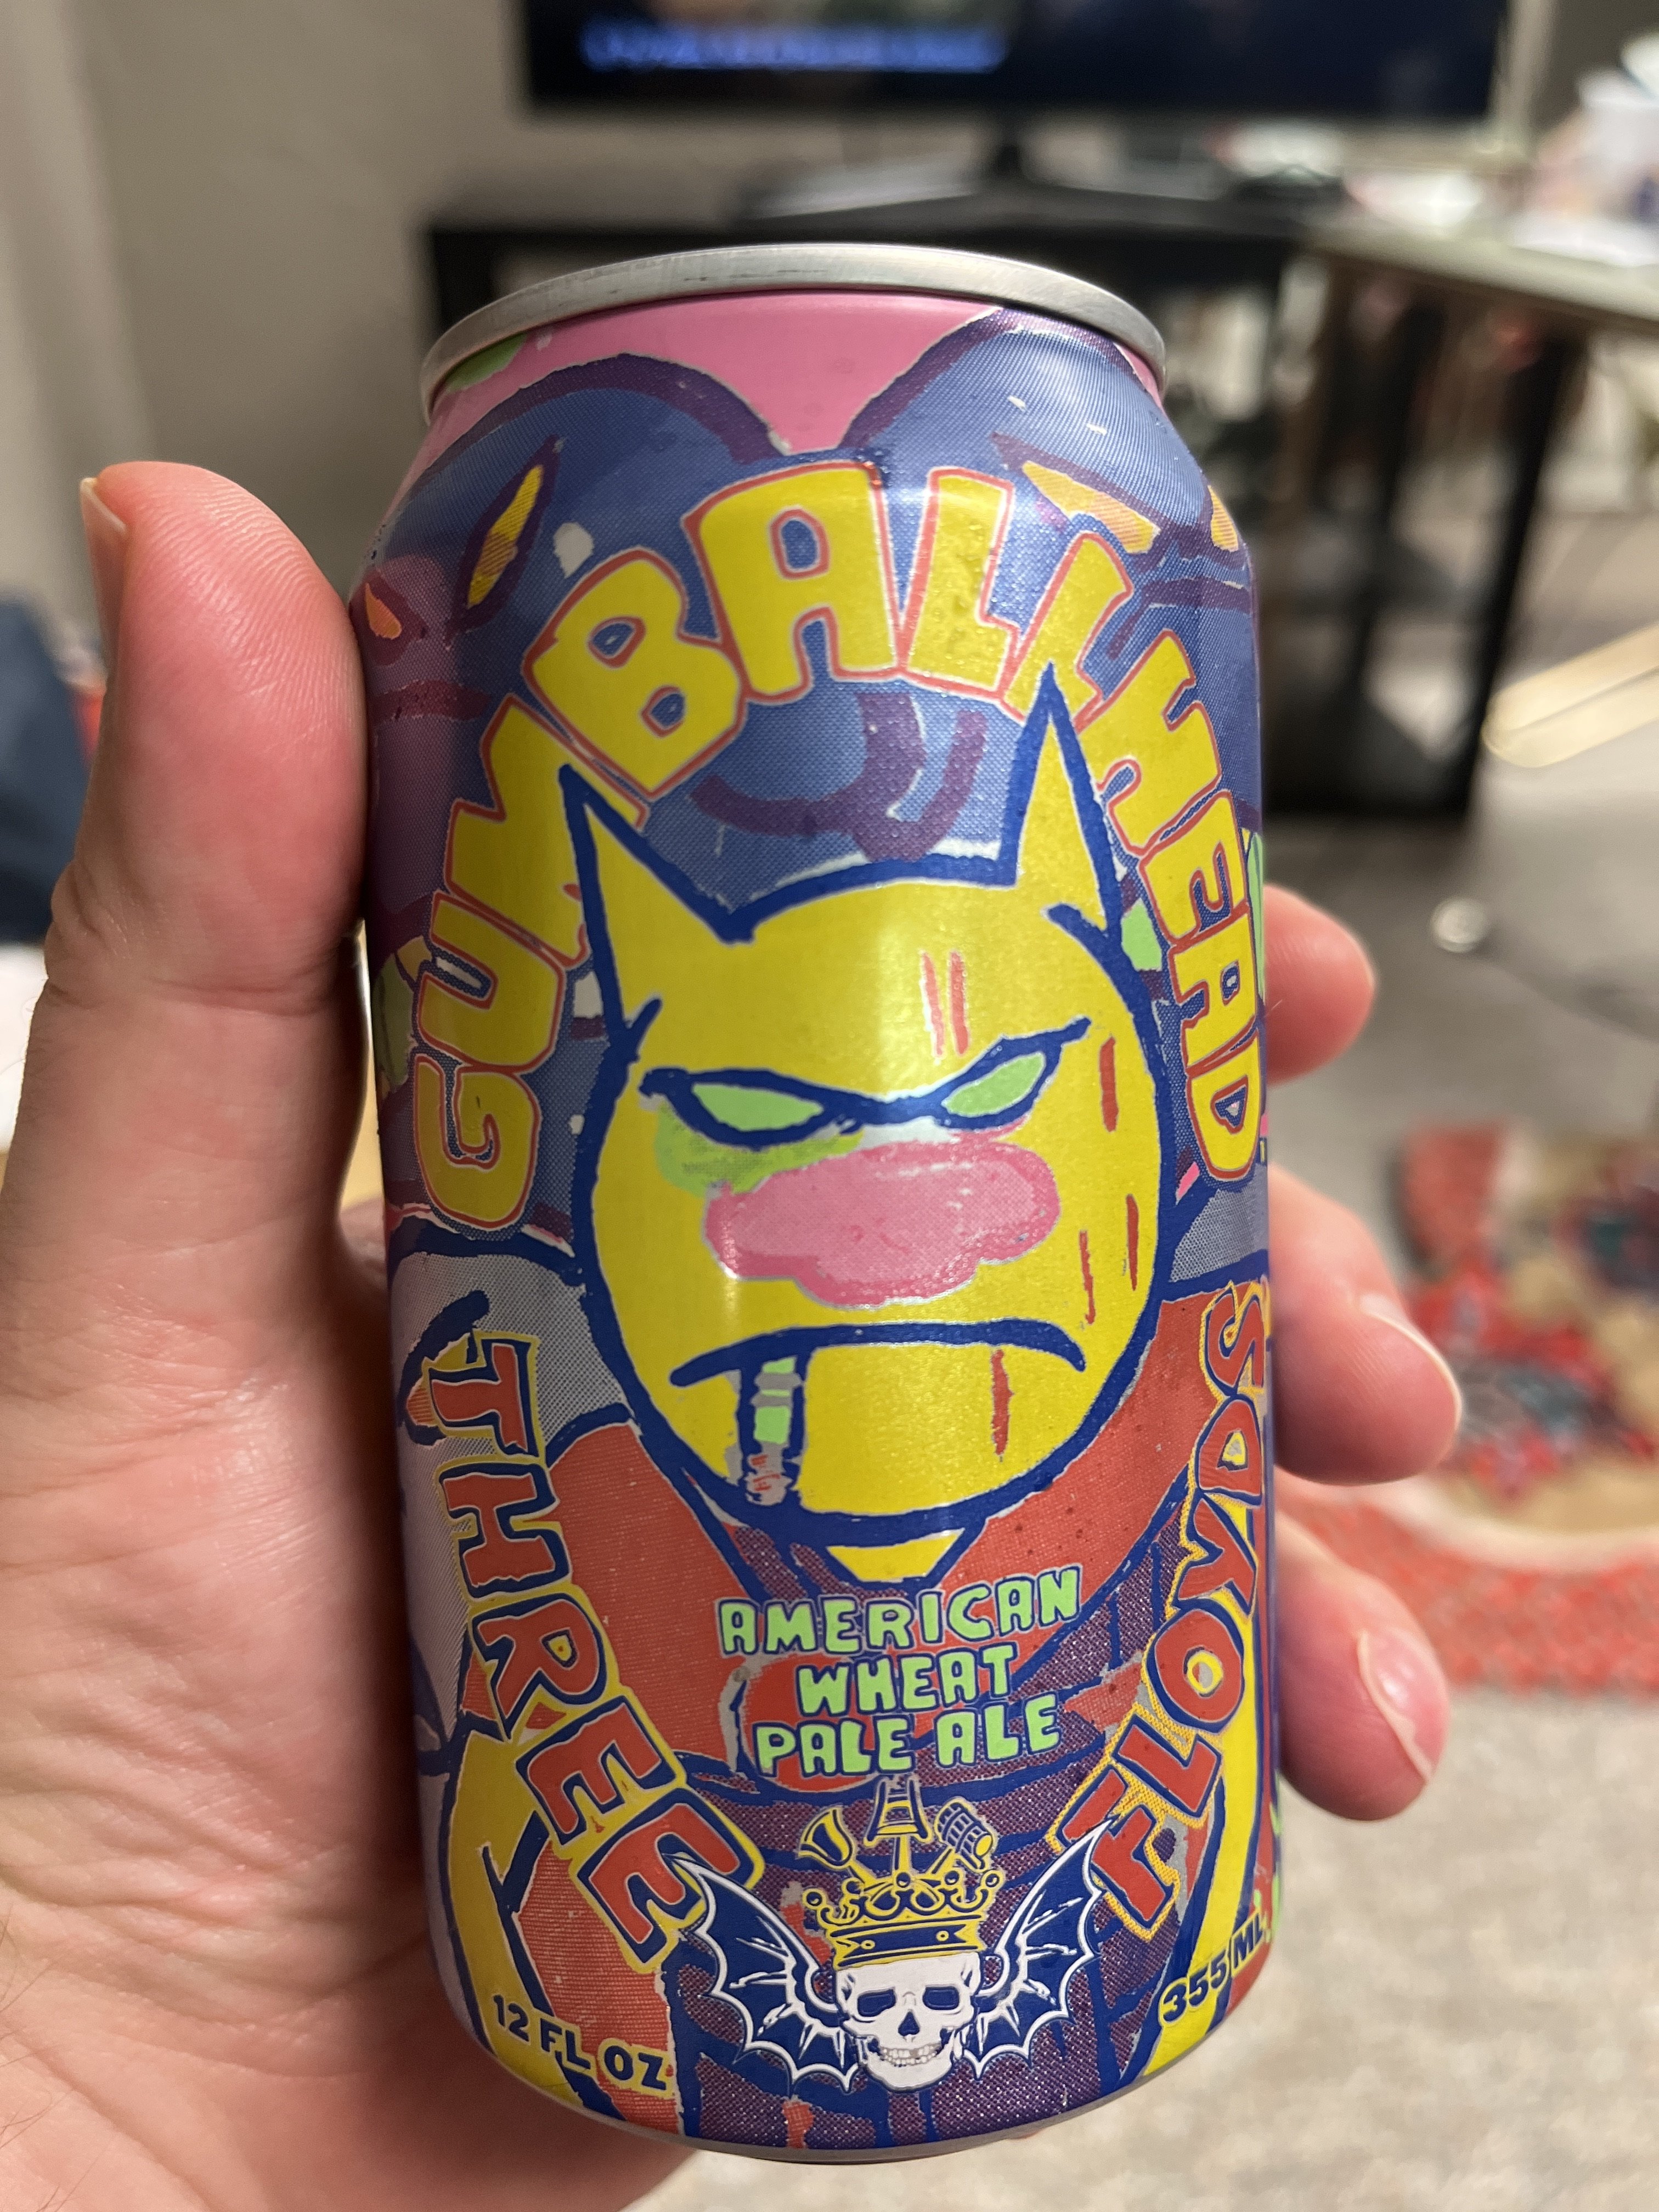 GUMBALLHEAD
THREE FLOYDS
AMERICAN
WHEAT
PALE ALE
12 FL OZ
355 ML